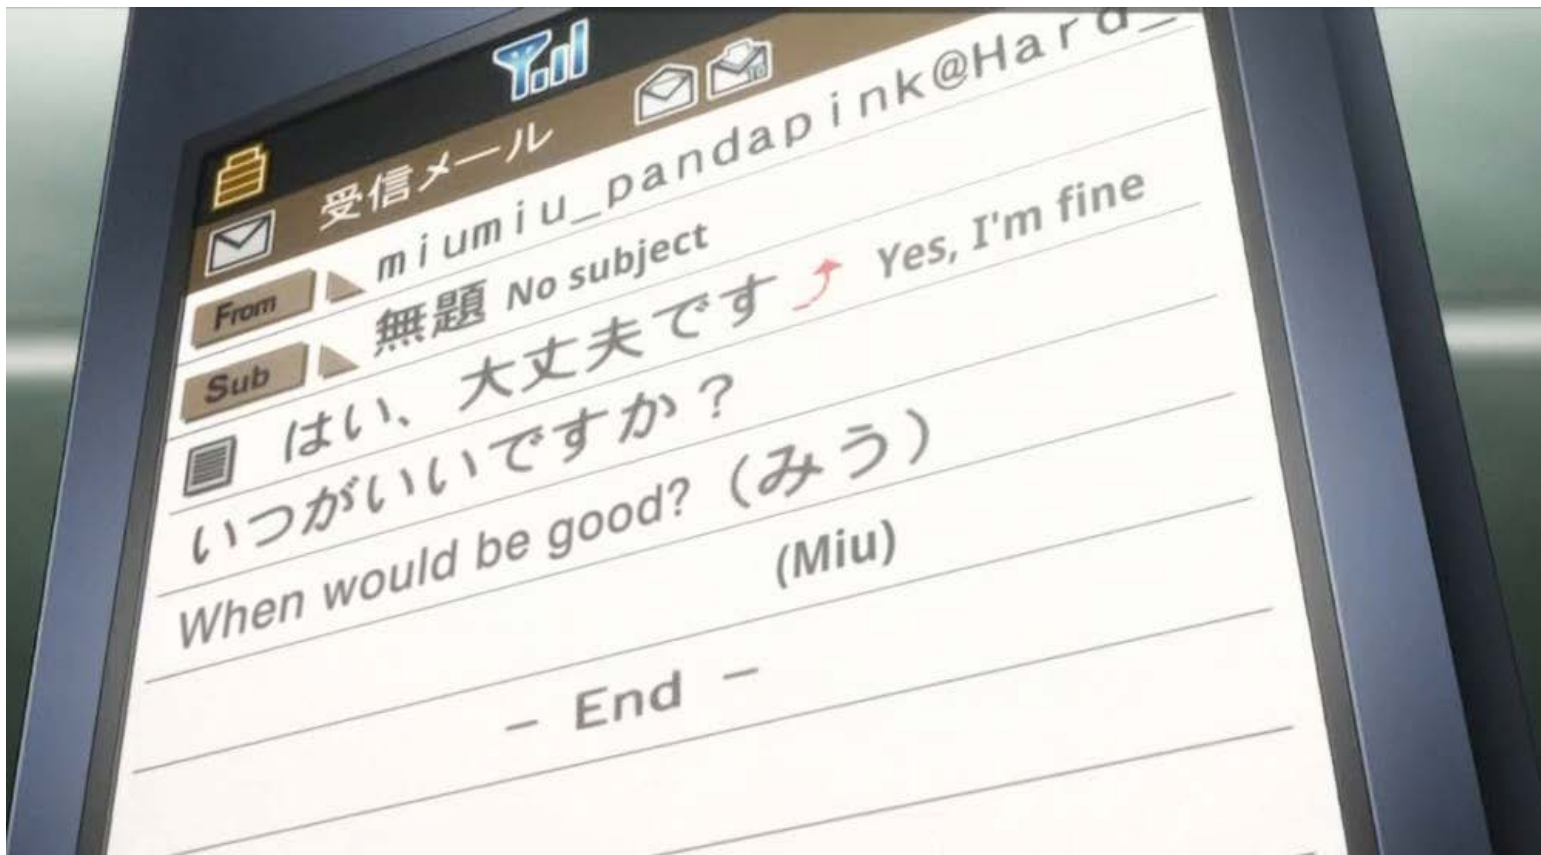 受信メール
From miumiu_pandapink@Hard_
Sub 無題 No subject
はい、大丈夫です Yes, I'm fine
いつがいいですか？
When would be good? （みう）
(Miu)
− End −